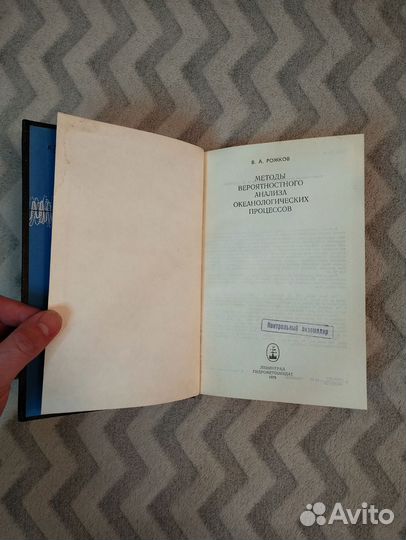 В. А. РОЖКОВ
МЕТОДЫ
ВЕРОЯТНОСТНОГО
АНАЛИЗА
ОКЕАНОЛОГИЧЕСКИХ
ПРОЦЕССОВ
Контрольный экземпляр
ЛЕНИНГРАД
ГИДРОМЕТЕОИЗДАТ
1979
Avito